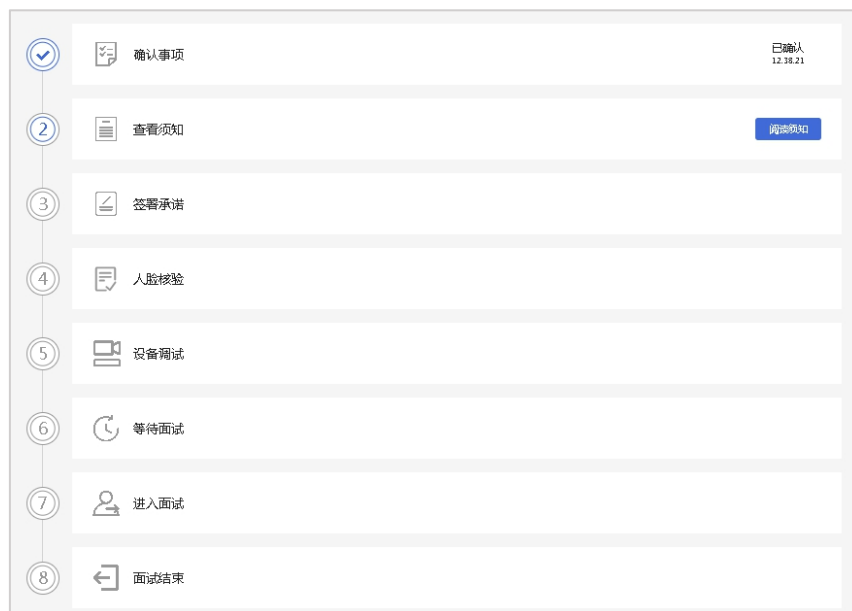 确认事项
已确认
12.38.21
2
查看须知
阅读须知
3
签署承诺
4
人脸核验
5
设备调试
6
等待面试
7
进入面试
8
面试结束